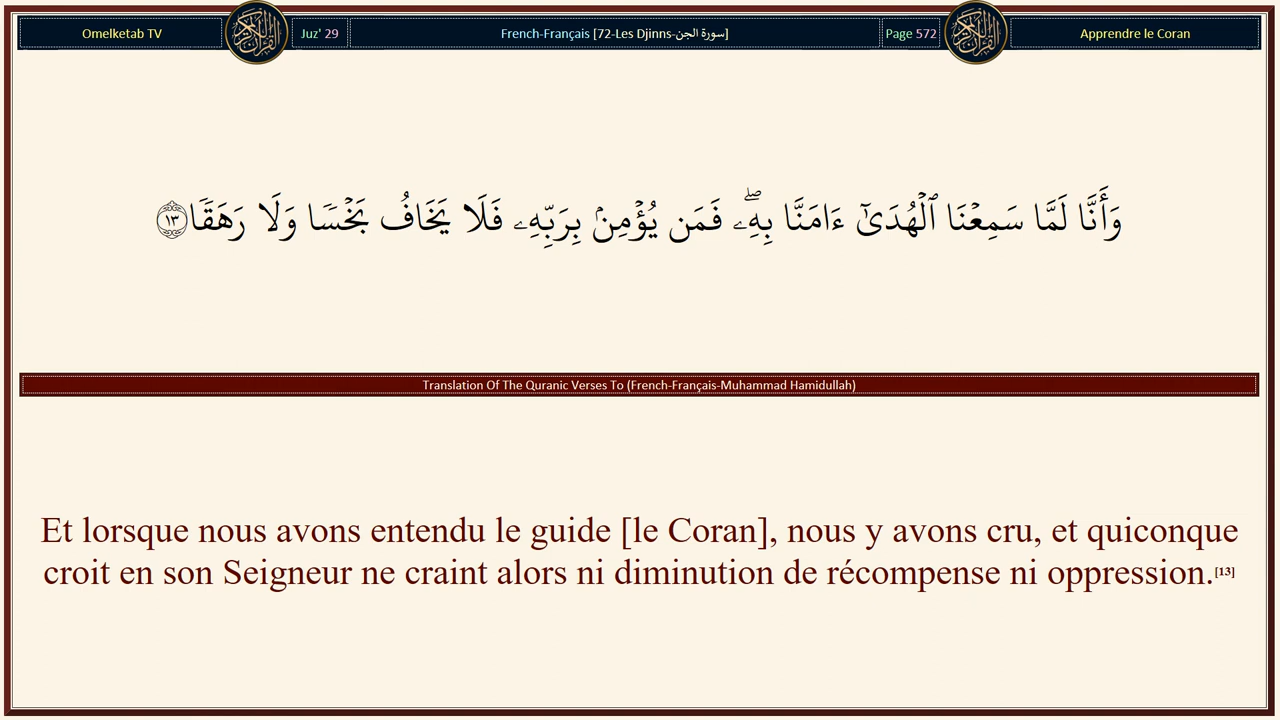 Omelketab TV
Juz' 29
French-Français [72-Les Djinns-سورة الجن]
Page 572
Apprendre le Coran
وَأَنَّا لَمَّا سَمِعْنَا ٱلْهُدَىٰٓ ءَامَنَّا بِهِۦۖ فَمَن يُؤْمِنۢ بِرَبِّهِۦ فَلَا يَخَافُ بَخْسًا وَلَا رَهَقًا ١٣
Translation Of The Quranic Verses To (French-Français-Muhammad Hamidullah)
Et lorsque nous avons entendu le guide [le Coran], nous y avons cru, et quiconque
croit en son Seigneur ne craint alors ni diminution de récompense ni oppression.[13]